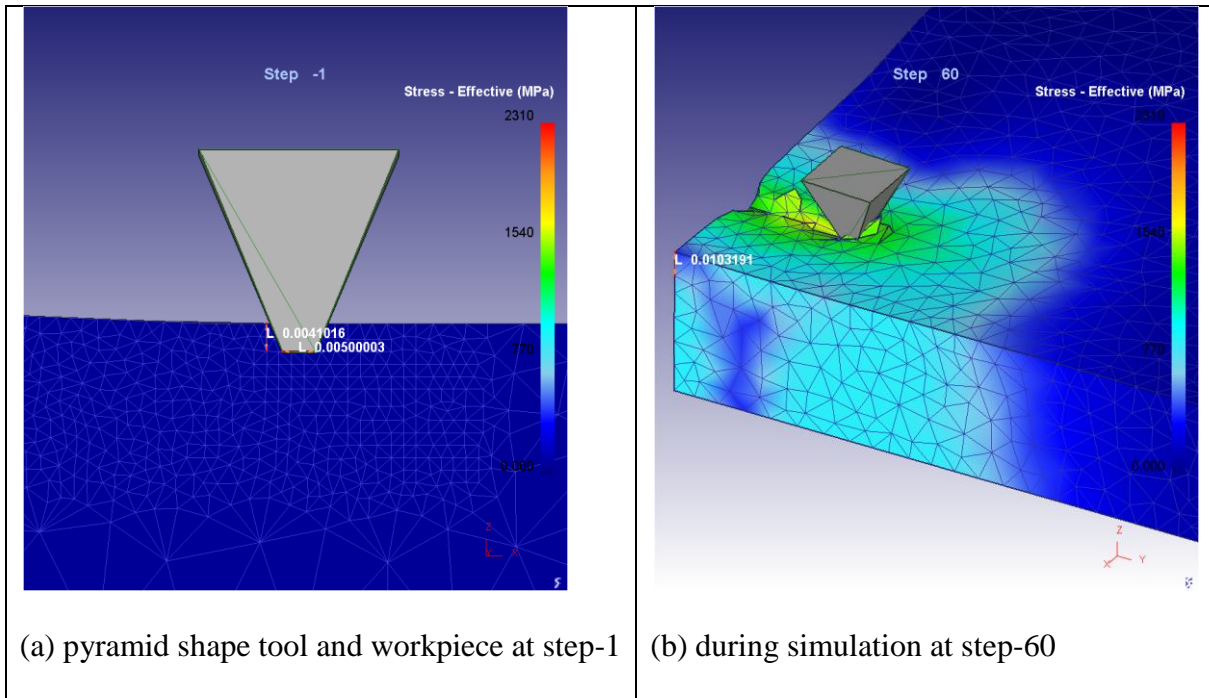 Step -1
Stress - Effective (MPa)
2310
1540
L 0.0041016
L 0.00500003
770
0.000
Z
Y X
(a) pyramid shape tool and workpiece at step-1
Step 60
Stress - Effective (MPa)
2310
1540
L 0.0103191
770
0.000
Z
X Y
(b) during simulation at step-60